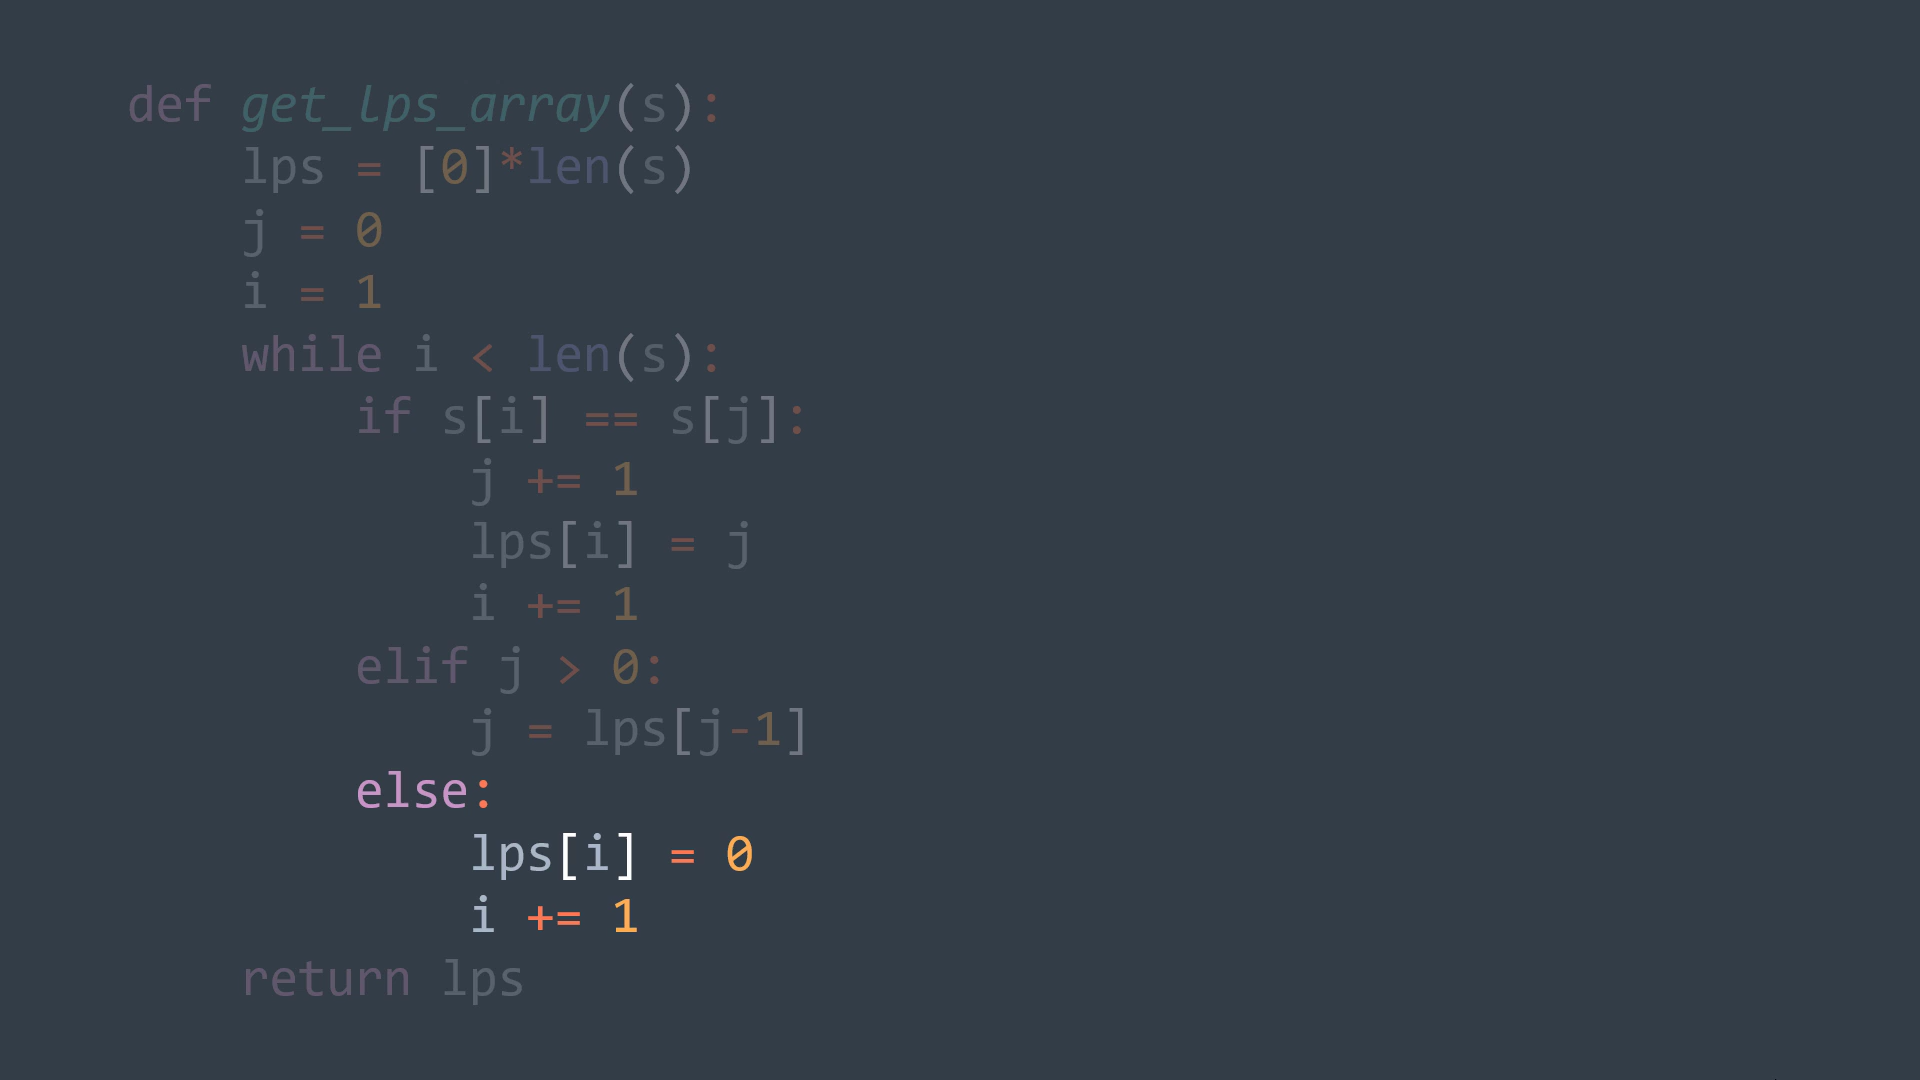 def get_lps_array(s):
    lps = [0]*len(s)
    j = 0
    i = 1
    while i < len(s):
        if s[i] == s[j]:
            j += 1
            lps[i] = j
            i += 1
        elif j > 0:
            j = lps[j-1]
        else:
            lps[i] = 0
            i += 1
    return lps